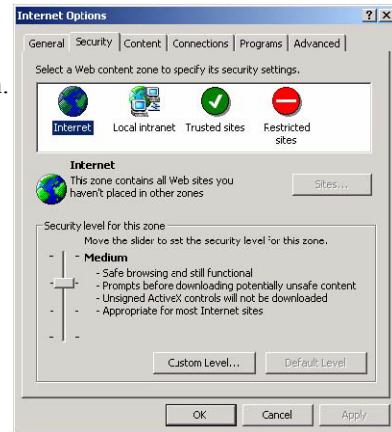 Internet Options
General Security Content Connections Programs Advanced
Select a Web content zone to specify its security settings.
Internet Local intranet Trusted sites Restricted
sites
Internet
This zone contains all Web sites you
haven't placed in other zones
Sites...
Security level for this zone
Move the slider to set the security level for this zone.
Medium
- Safe browsing and still functional
- Prompts before downloading potentially unsafe content
- Unsigned ActiveX controls will not be downloaded
- Appropriate for most Internet sites
Custom Level... Default Level
OK Cancel Apply